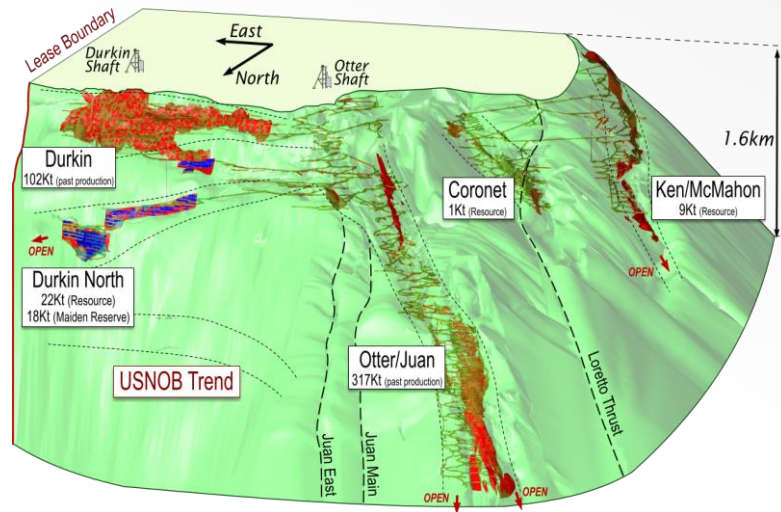 Lease Boundary
East
North
Durkin
Shaft
Otter
Shaft
1.6km
Durkin
102Kt (past production)
Coronet
1Kt (Resource)
Ken/McMahon
9Kt (Resource)
OPEN
OPEN
Durkin North
22Kt (Resource)
18Kt (Maiden Reserve)
USNOB Trend
Otter/Juan
317Kt (past production)
Juan East
Juan Main
Loretto Thrust
OPEN
OPEN